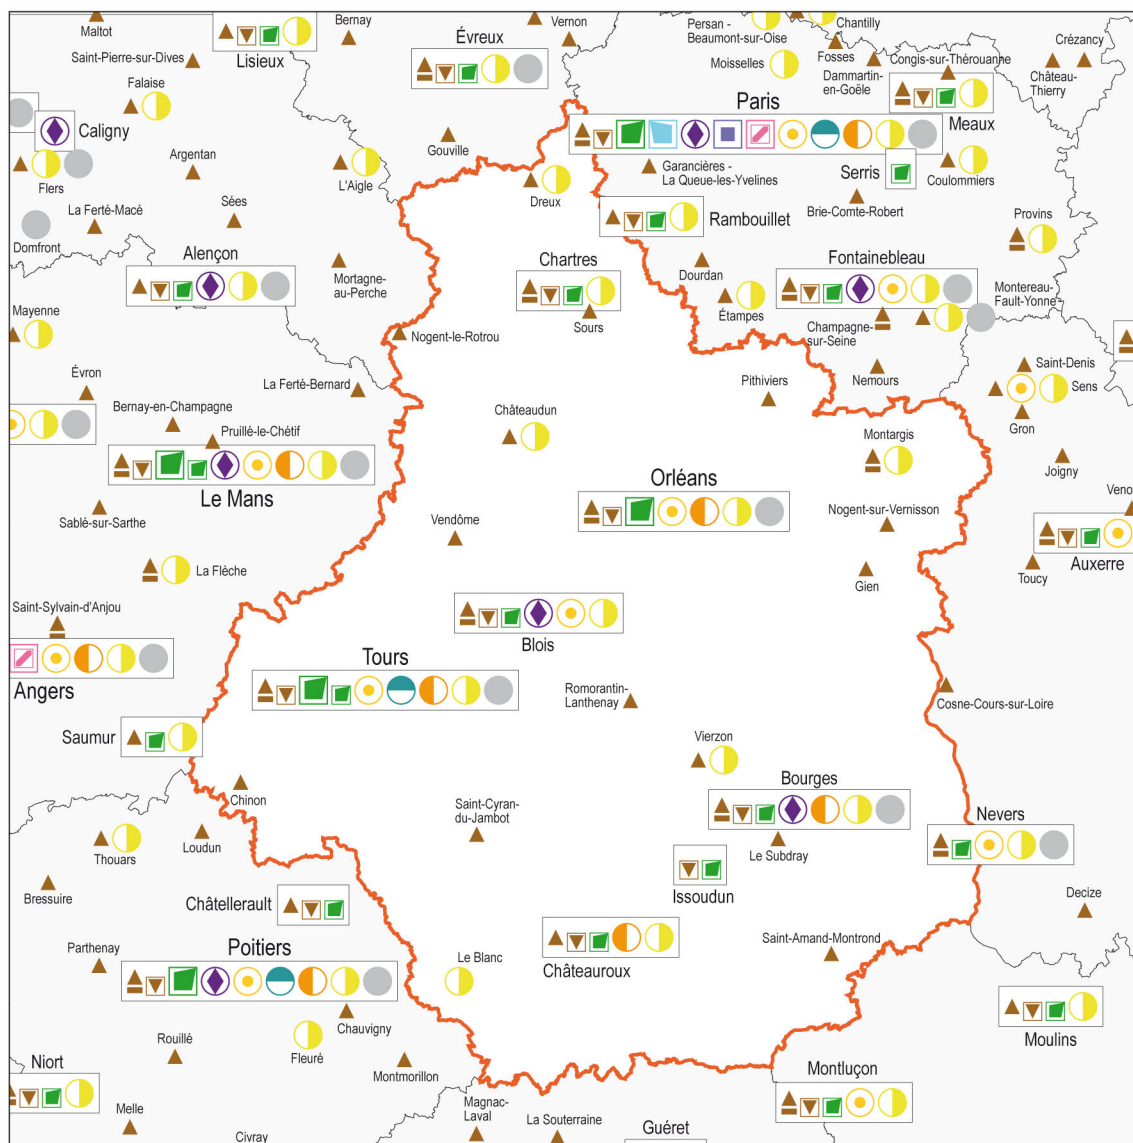 Maltot
Saint-Pierre-sur-Dives
Falaise
Lisieux
Bernay
Évreux
Vernon
Persan -
Beaumont-sur-Oise
Moisselles
Chantilly
Fosses
Dammartin-
en-Goële
Congis-sur-Thérouanne
Crézancy
Château-
Thierry
Caligny
Paris
Meaux
Argentan
Gouville
Flers
L'Aigle
Garancières -
La Queue-les-Yvelines
Serris
Coulommiers
Dreux
Sées
La Ferté-Macé
Domfront
Rambouillet
Brie-Comte-Robert
Provins
Alençon
Mortagne-
au-Perche
Chartres
Dourdan
Fontainebleau
Montereau-
Fault-Yonne
Étampes
Mayenne
Nogent-le-Rotrou
Sours
Champagne-
sur-Seine
Évron
La Ferté-Bernard
Pithiviers
Nemours
Saint-Denis
Sens
Bernay-en-Champagne
Châteaudun
Gron
Pruillé-le-Chétif
Montargis
Joigny
Le Mans
Orléans
Veno
Sablé-sur-Sarthe
Vendôme
Nogent-sur-Vernisson
La Flèche
Gien
Toucy
Auxerre
Saint-Sylvain-d'Anjou
Blois
Angers
Tours
Romorantin-
Lanthenay
Cosne-Cours-sur-Loire
Saumur
Vierzon
Chinon
Saint-Cyran-
du-Jambot
Bourges
Nevers
Thouars
Loudun
Le Subdray
Bressuire
Châtellerault
Issoudun
Decize
Parthenay
Poitiers
Le Blanc
Châteauroux
Saint-Amand-Montrond
Chauvigny
Rouillé
Fleuré
Moulins
Niort
Montmorillon
Montluçon
Melle
Civray
Magnac-
Laval
La Souterraine
Guéret